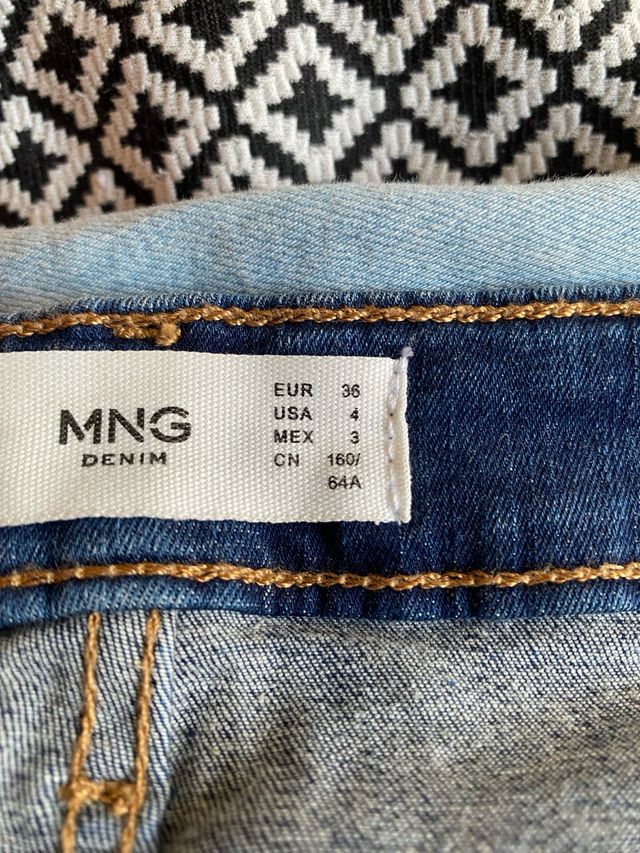 MNG
DENIM
EUR 36
USA 4
MEX 3
CN 160/
64A